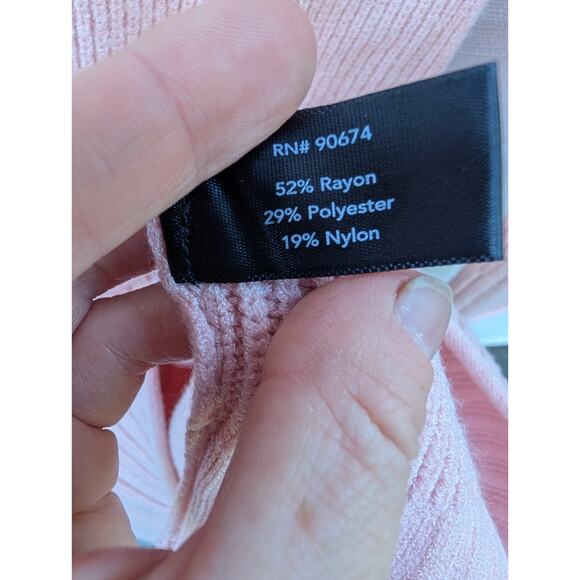 RN# 90674
52% Rayon
29% Polyester
19% Nylon